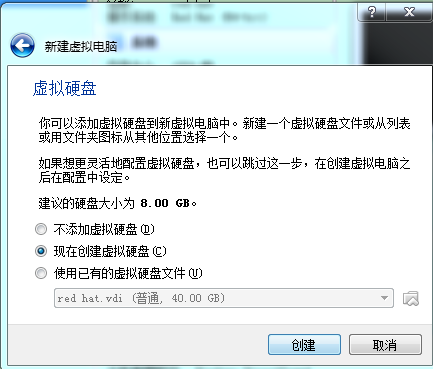 新建虚拟电脑
虚拟硬盘
你可以添加虚拟硬盘到新虚拟电脑中。新建一个虚拟硬盘文件或从列表
或用文件夹图标从其他位置选择一个。
如果想更灵活地配置虚拟硬盘，也可以跳过这一步，在创建虚拟电脑之
后在配置中设定。
建议的硬盘大小为 8.00 GB。
不添加虚拟硬盘(D)
现在创建虚拟硬盘(C)
使用已有的虚拟硬盘文件(U)
red hat.vdi (普通, 40.00 GB)
创建
取消